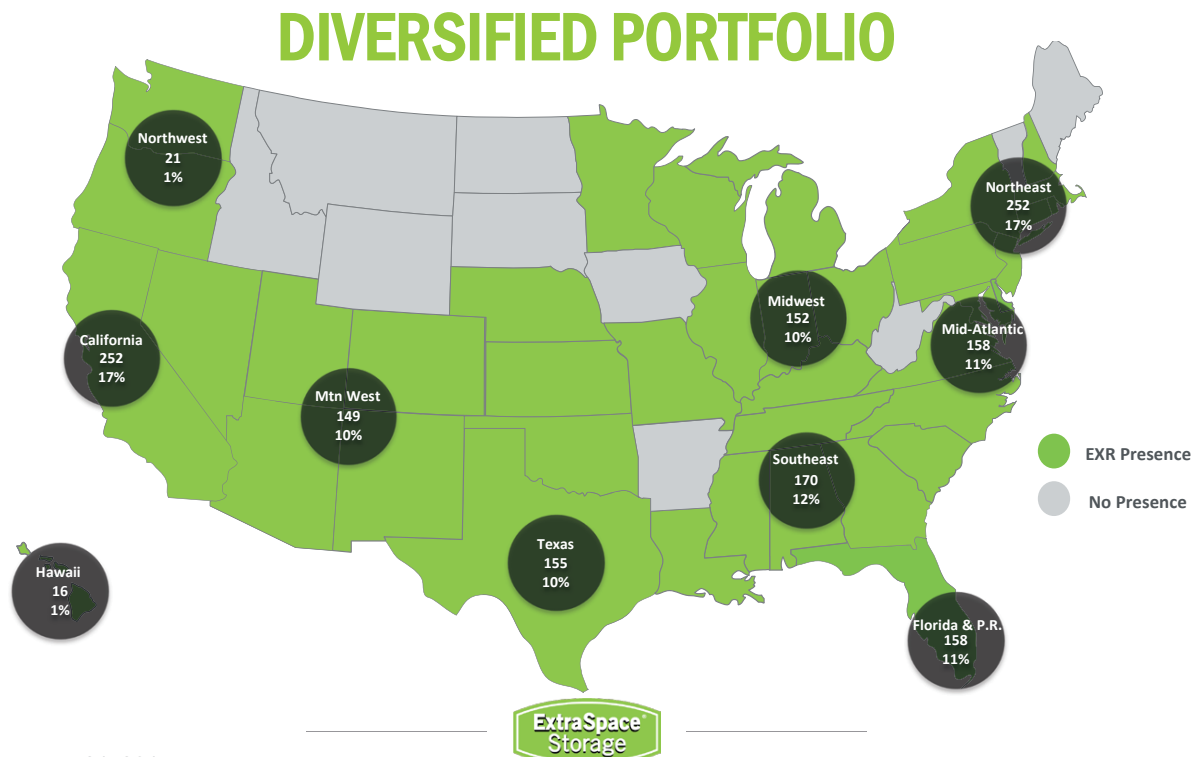 DIVERSIFIED PORTFOLIO
Northwest
21
1%
Northeast
252
17%
Midwest
152
10%
Mid-Atlantic
158
11%
California
252
17%
Mtn West
149
10%
Southeast
170
12%
EXR Presence
No Presence
Texas
155
10%
Hawaii
16
1%
Florida & P.R.
158
11%
ExtraSpace®
Storage